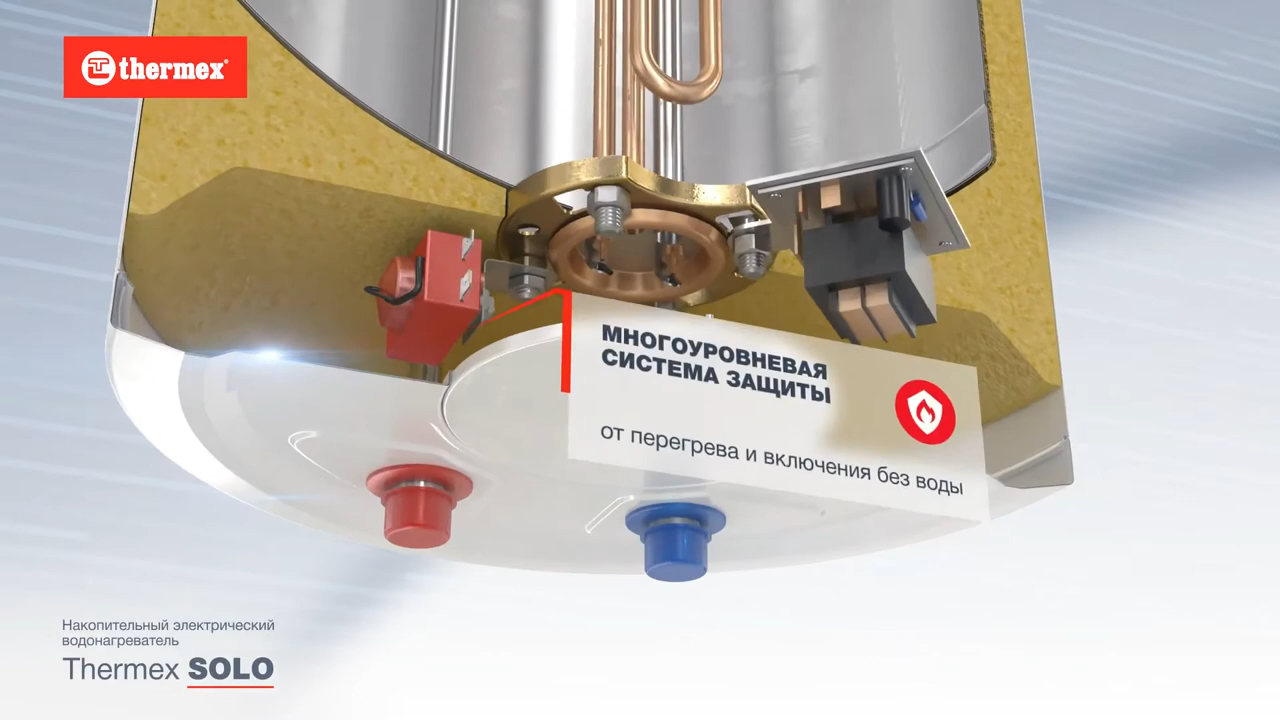 thermex®
МНОГОУРОВНЕВАЯ
СИСТЕМА ЗАЩИТЫ
от перегрева и включения без воды
Накопительный электрический
водонагреватель
Thermex SOLO